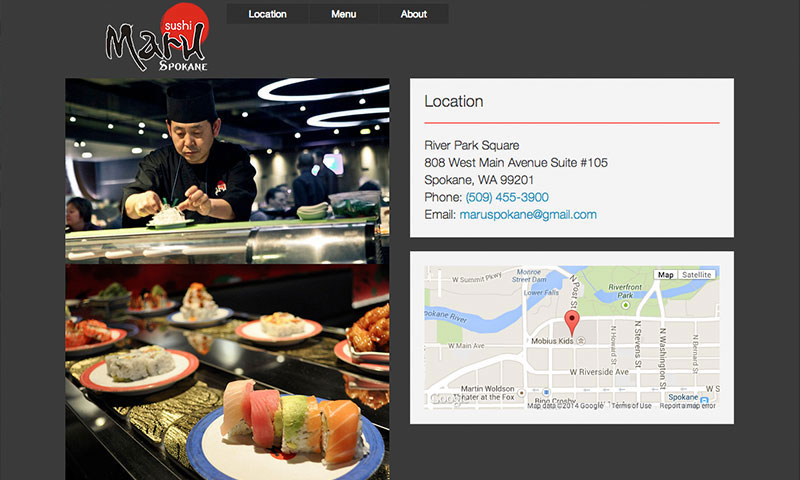 sushi
Maru
SPOKANE
Location
Menu
About
Location
River Park Square
808 West Main Avenue Suite #105
Spokane, WA 99201
Phone: (509) 455-3900
Email: maruspokane@gmail.com
W Summit Pkwy
Monroe
Street Dam
Lower Falls
N Post St
Riverfront
Park
Map
Satellite
Spokane River
W Main Ave
Mobius Kids
N Howard St
N Stevens St
N Washington St
N Bernard St
W Riverside Ave
Martin Woldson
Theater at the Fox
Bing Crosby
W S
Spokane
Google
Map data ©2014 Google
Terms of Use
Report a map error